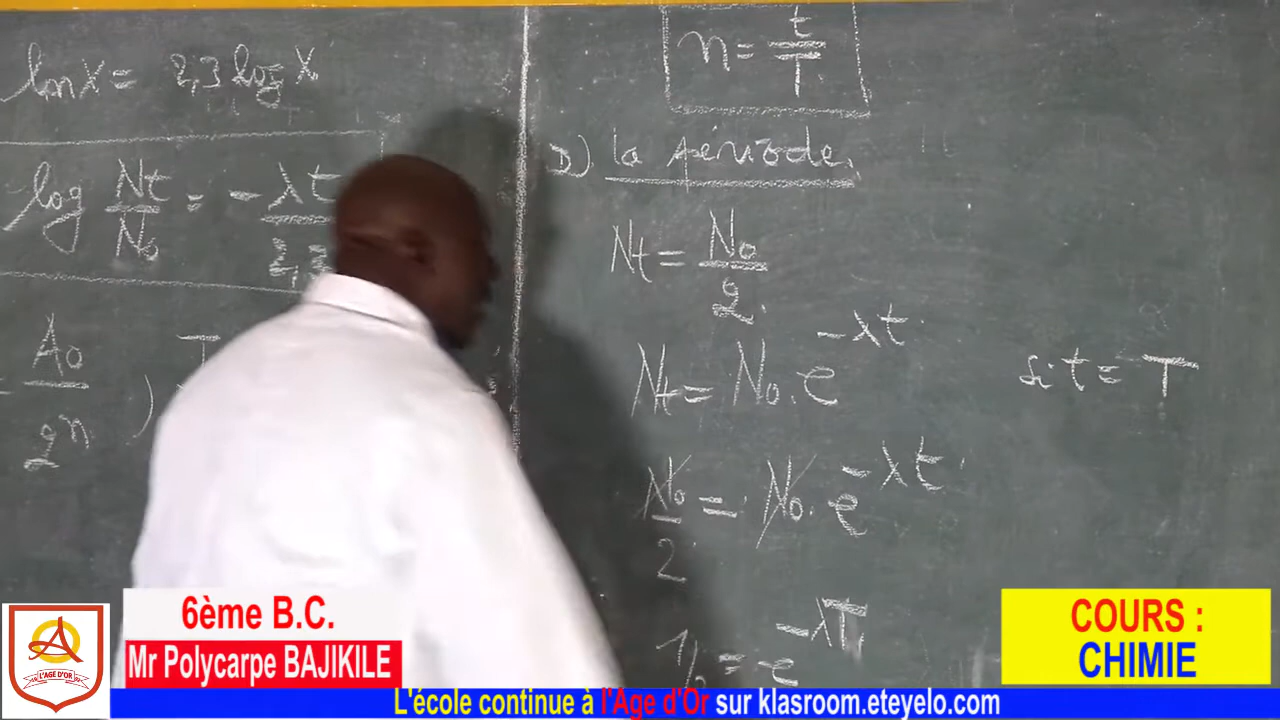 ln X = 2,3 log X
log Nt/No = - λt/2,3
Ao/2ⁿ )
T
n = t/T
D) la période.
Nt = No/2.
Nt = No. e^-λt
si t = T
No/2 = No. e^-λt
1/2 = e^-λT
6ème B.C.
Mr Polycarpe BAJIKILE
COURS :
CHIMIE
L'AGE D'OR
L'école continue à l'Age d'Or sur klasroom.eteyelo.com